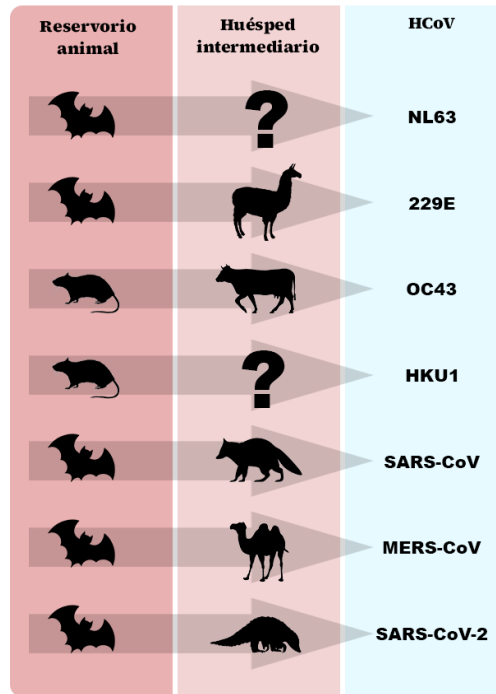 Reservorio
animal
Huésped
intermediario
HCoV
?
NL63
229E
OC43
?
HKU1
SARS-CoV
MERS-CoV
SARS-CoV-2